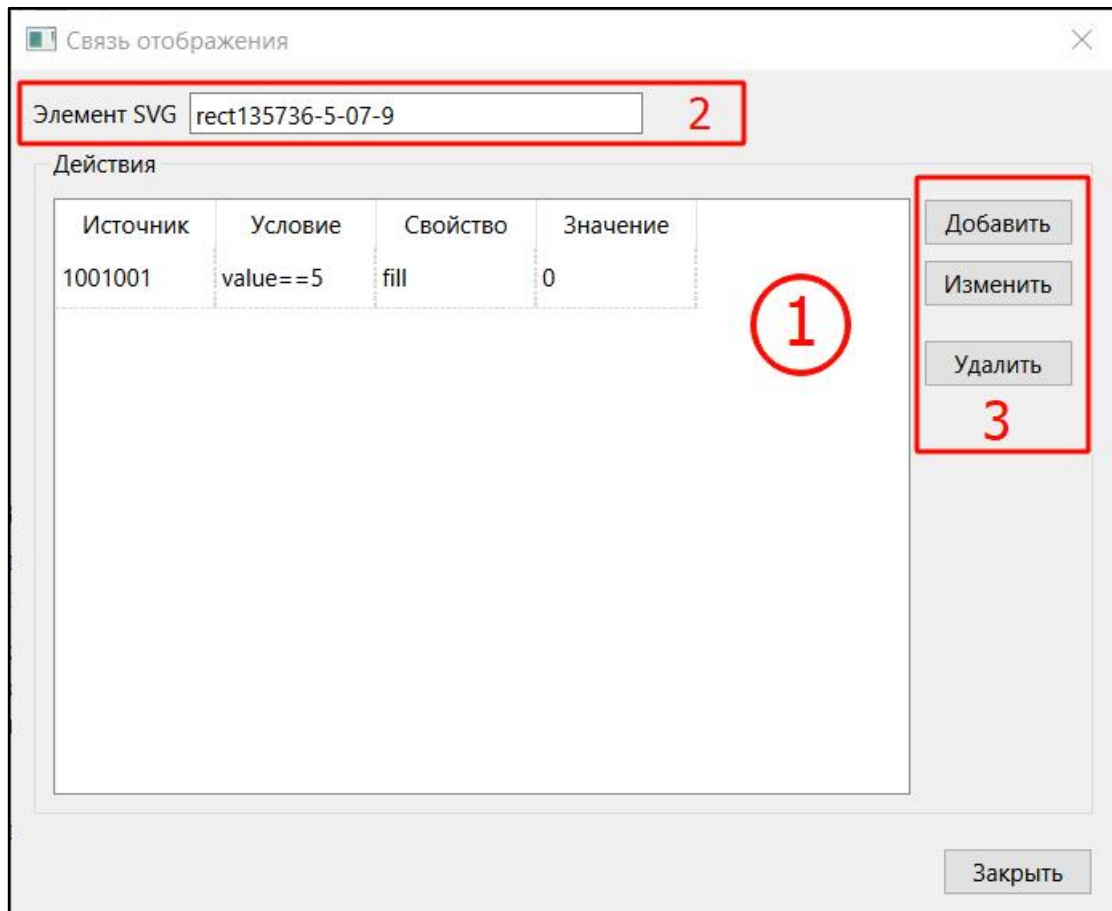 Связь отображения
Элемент SVG rect135736-5-07-9 2
Действия
Источник Условие Свойство Значение
1001001 value==5 fill 0
1
Добавить
Изменить
Удалить
3
Закрыть